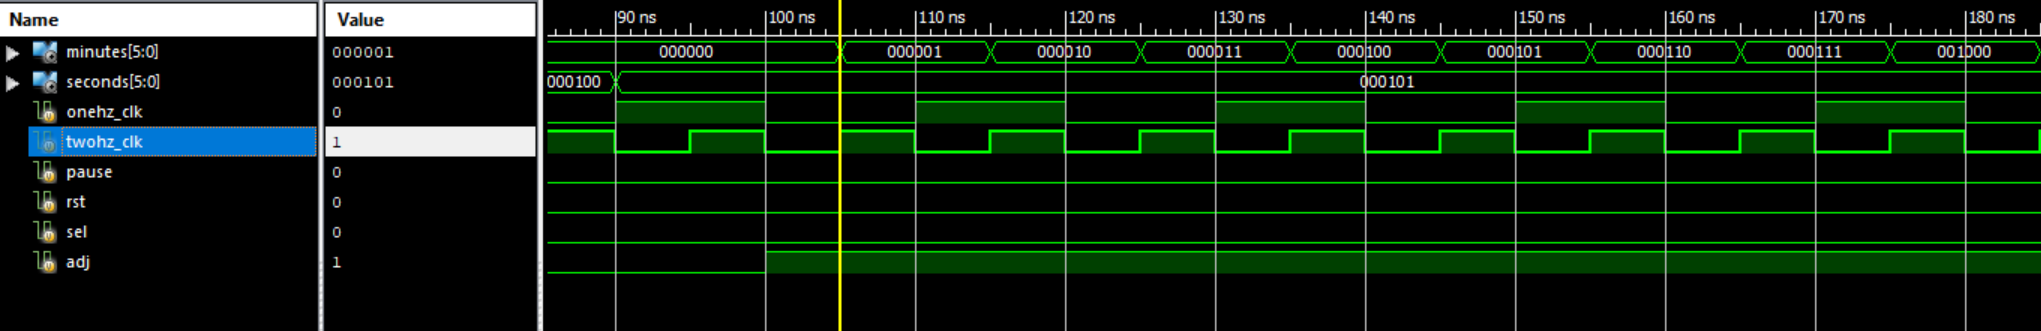 Name Value 90 ns 100 ns 110 ns 120 ns 130 ns 140 ns 150 ns 160 ns 170 ns 180 ns
minutes[5:0] 000001 000000 000001 000010 000011 000100 000101 000110 000111 001000
seconds[5:0] 000101 000100 000101
onehz_clk 0
twohz_clk 1
pause 0
rst 0
sel 0
adj 1